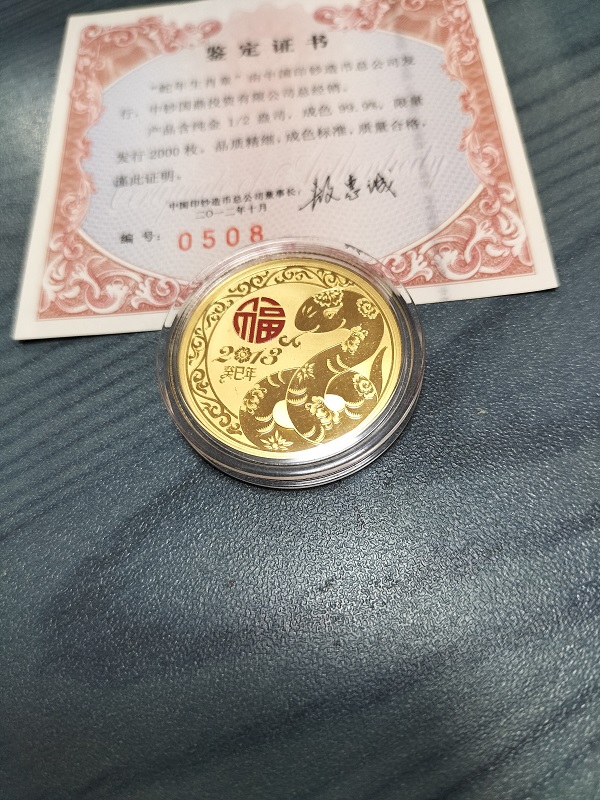 鉴定证书
“蛇年生肖章”由中国印钞造币总公司发
行，中钞国鼎投资有限公司总经销。
产品含纯金 1/2 盎司，成色 99.9%，限量
发行 2000 枚。品质精细，成色标准，质量合格，
谨此证明。
中国印钞造币总公司董事长：
二〇一二年十月
编号：0508
福
2013
癸巳年